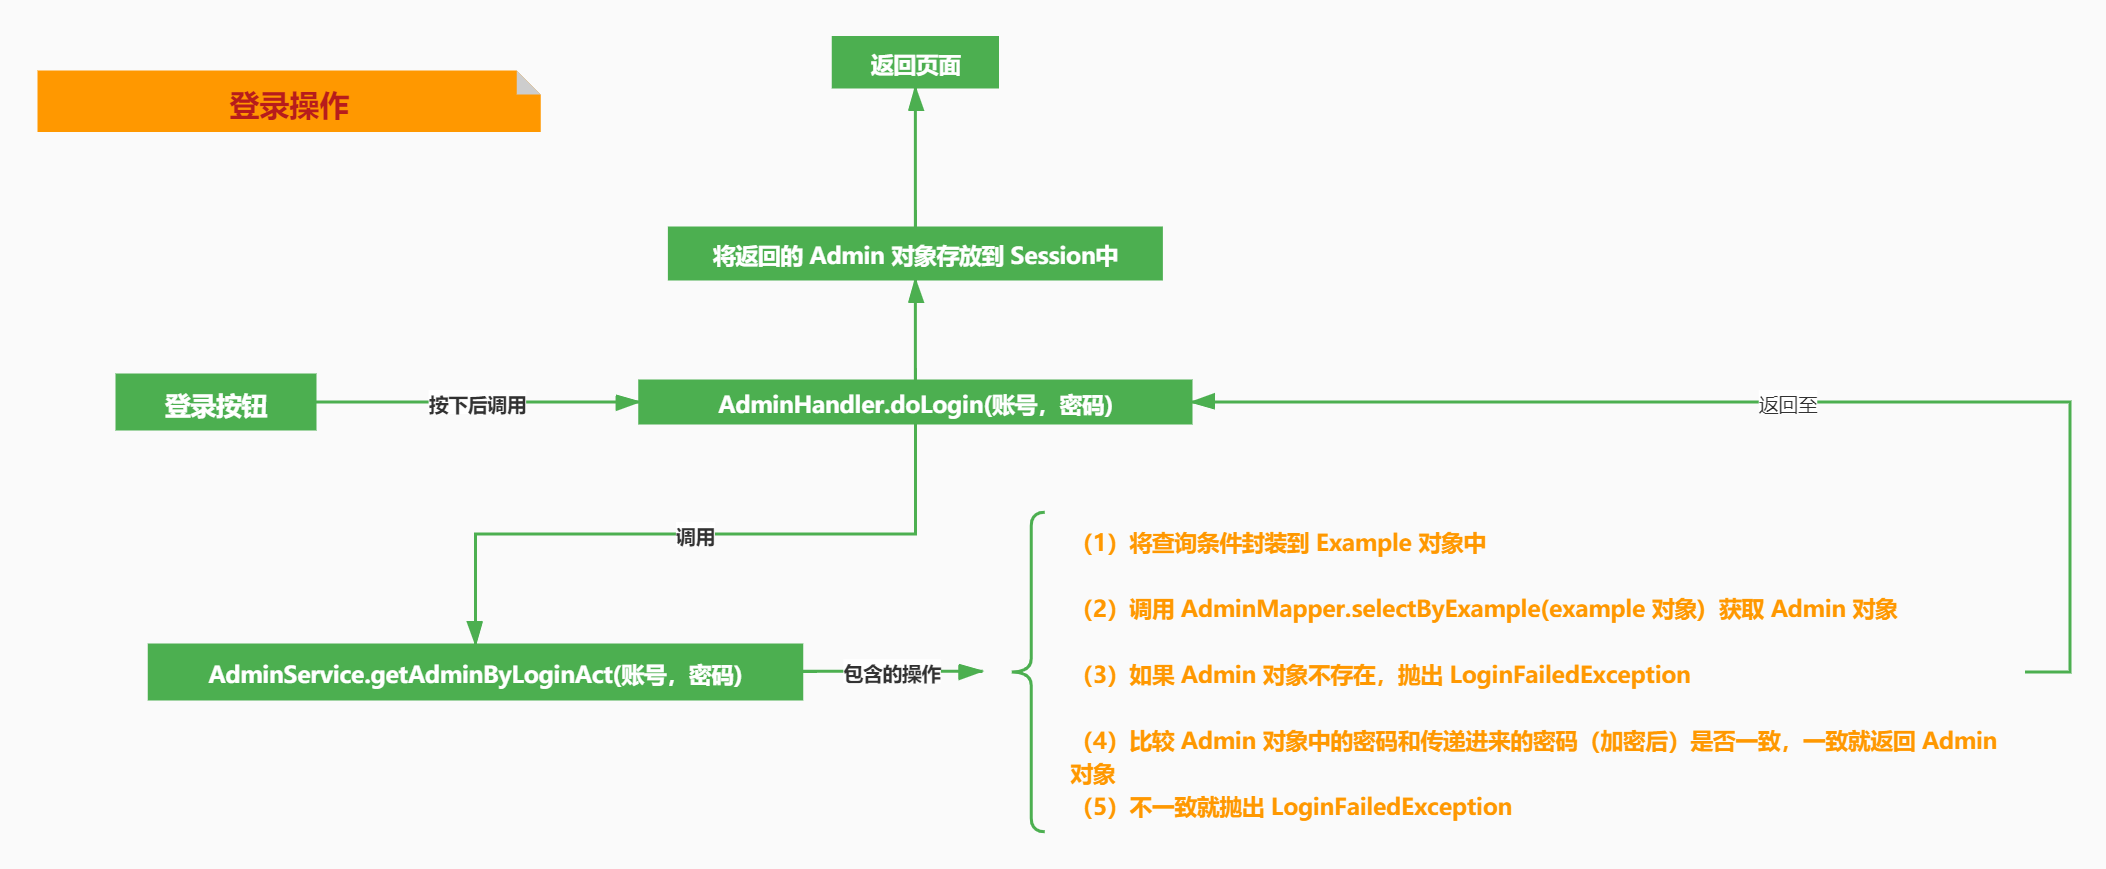 返回页面
登录操作
将返回的 Admin 对象存放到 Session中
登录按钮
按下后调用
AdminHandler.doLogin(账号，密码)
返回至
调用
（1）将查询条件封装到 Example 对象中
（2）调用 AdminMapper.selectByExample(example 对象）获取 Admin 对象
AdminService.getAdminByLoginAct(账号，密码)
包含的操作
（3）如果 Admin 对象不存在，抛出 LoginFailedException
（4）比较 Admin 对象中的密码和传递进来的密码（加密后）是否一致，一致就返回 Admin
对象
（5）不一致就抛出 LoginFailedException